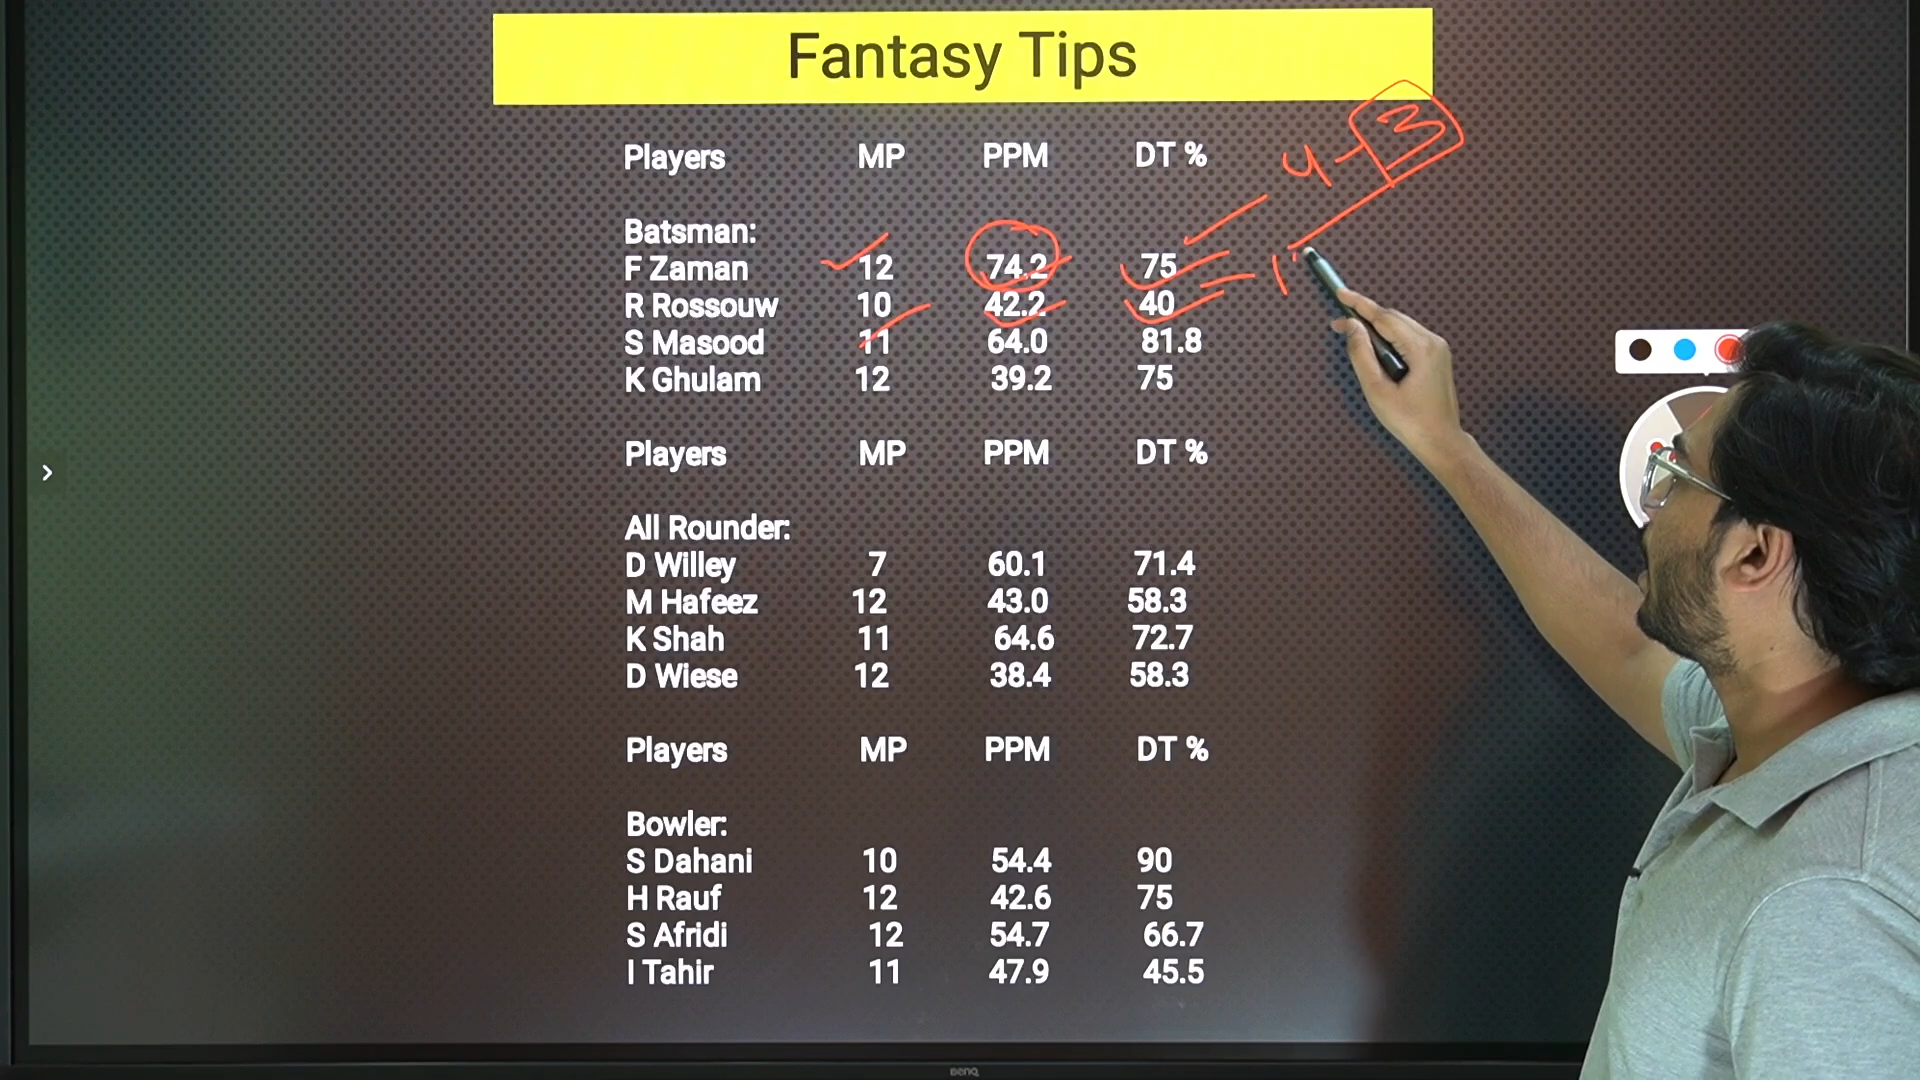 Fantasy Tips
Players MP PPM DT %
4 - 3
Batsman:
F Zaman 12 74.2 75
R Rossouw 10 42.2 40
S Masood 11 64.0 81.8
K Ghulam 12 39.2 75
Players MP PPM DT %
All Rounder:
D Willey 7 60.1 71.4
M Hafeez 12 43.0 58.3
K Shah 11 64.6 72.7
D Wiese 12 38.4 58.3
Players MP PPM DT %
Bowler:
S Dahani 10 54.4 90
H Rauf 12 42.6 75
S Afridi 12 54.7 66.7
I Tahir 11 47.9 45.5
BenQ